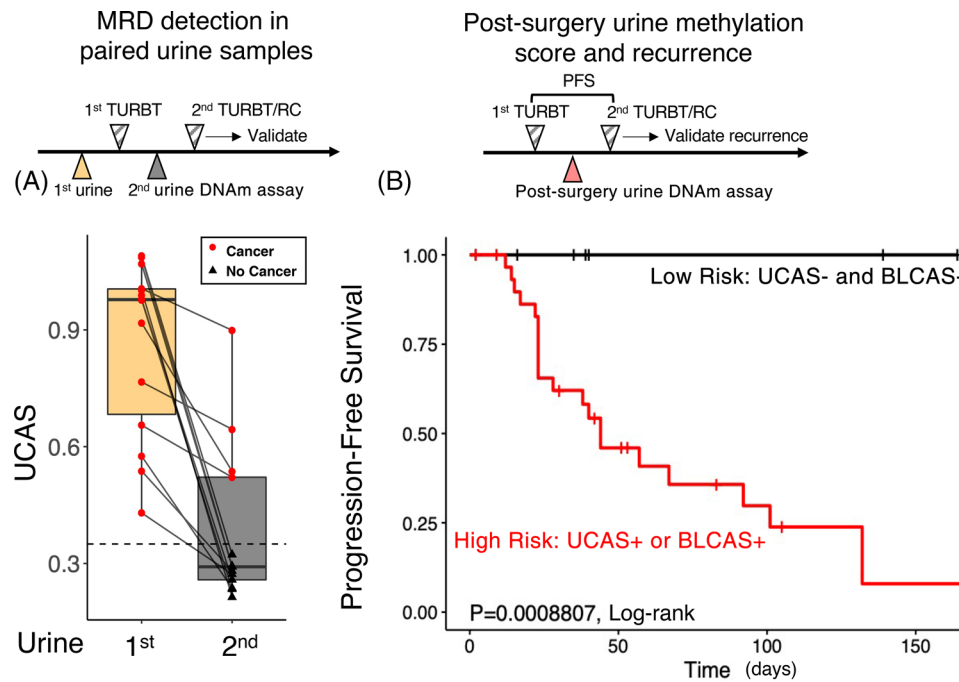 MRD detection in
paired urine samples
1st TURBT
2nd TURBT/RC
Validate
(A)
1st urine
2nd urine DNAm assay
Cancer
No Cancer
UCAS
0.9
0.6
0.3
Urine
1st
2nd
Post-surgery urine methylation
score and recurrence
PFS
1st TURBT
2nd TURBT/RC
Validate recurrence
(B)
Post-surgery urine DNAm assay
Progression-Free Survival
1.00
0.75
0.50
0.25
0.00
Low Risk: UCAS- and BLCAS-
High Risk: UCAS+ or BLCAS+
P=0.0008807, Log-rank
0
50
100
150
Time (days)